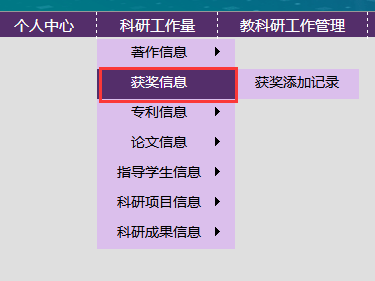 个人中心 科研工作量 教科研工作管理
著作信息
获奖信息 获奖添加记录
专利信息
论文信息
指导学生信息
科研项目信息
科研成果信息